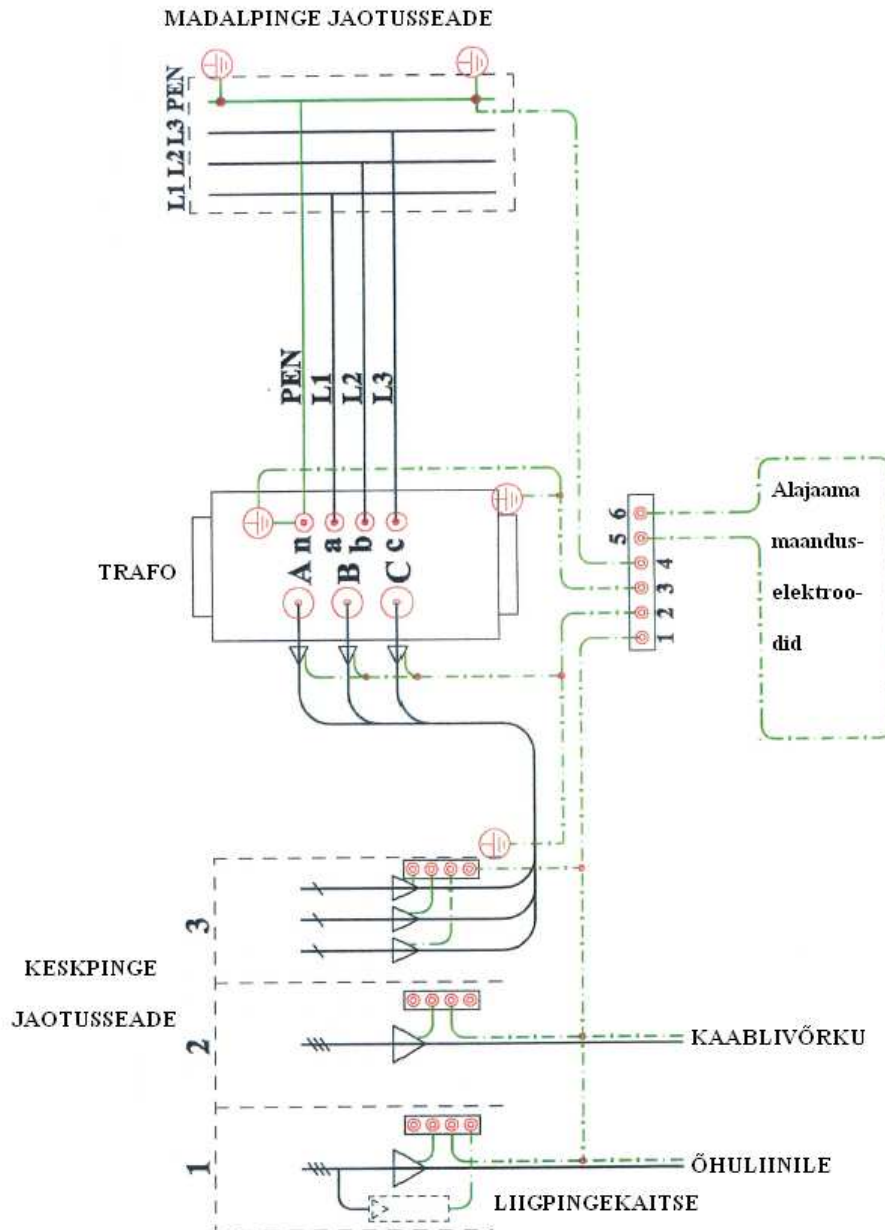 MADALPINGE JAOTUSSEADE
L1 L2 L3 PEN
PEN
L1
L2
L3
TRAFO
n a b c
A B C
6
5
4
3
2
1
Alajaama
maandus-
elektroo-
did
3
KESKPINGE
JAOTUSSEADE
2
KAABLIVÕRKU
1
ÕHULIINILE
LIIGPINGEKAITSE